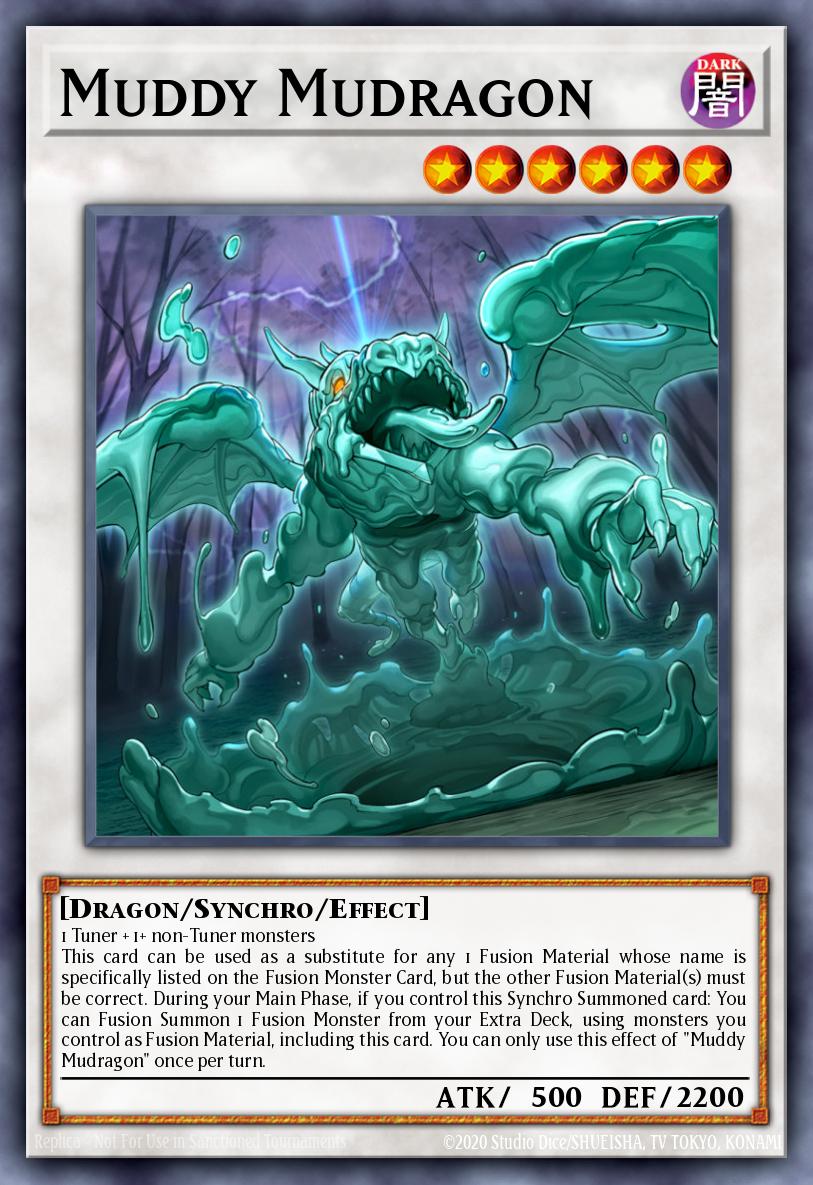 Muddy Mudragon
DARK
闇
[Dragon/Synchro/Effect]
1 Tuner + 1+ non-Tuner monsters
This card can be used as a substitute for any 1 Fusion Material whose name is
specifically listed on the Fusion Monster Card, but the other Fusion Material(s) must
be correct. During your Main Phase, if you control this Synchro Summoned card: You
can Fusion Summon 1 Fusion Monster from your Extra Deck, using monsters you
control as Fusion Material, including this card. You can only use this effect of "Muddy
Mudragon" once per turn.
ATK/ 500 DEF/2200
Replica - Not For Use in Sanctioned Tournaments
©2020 Studio Dice/SHUEISHA, TV TOKYO, KONAMI